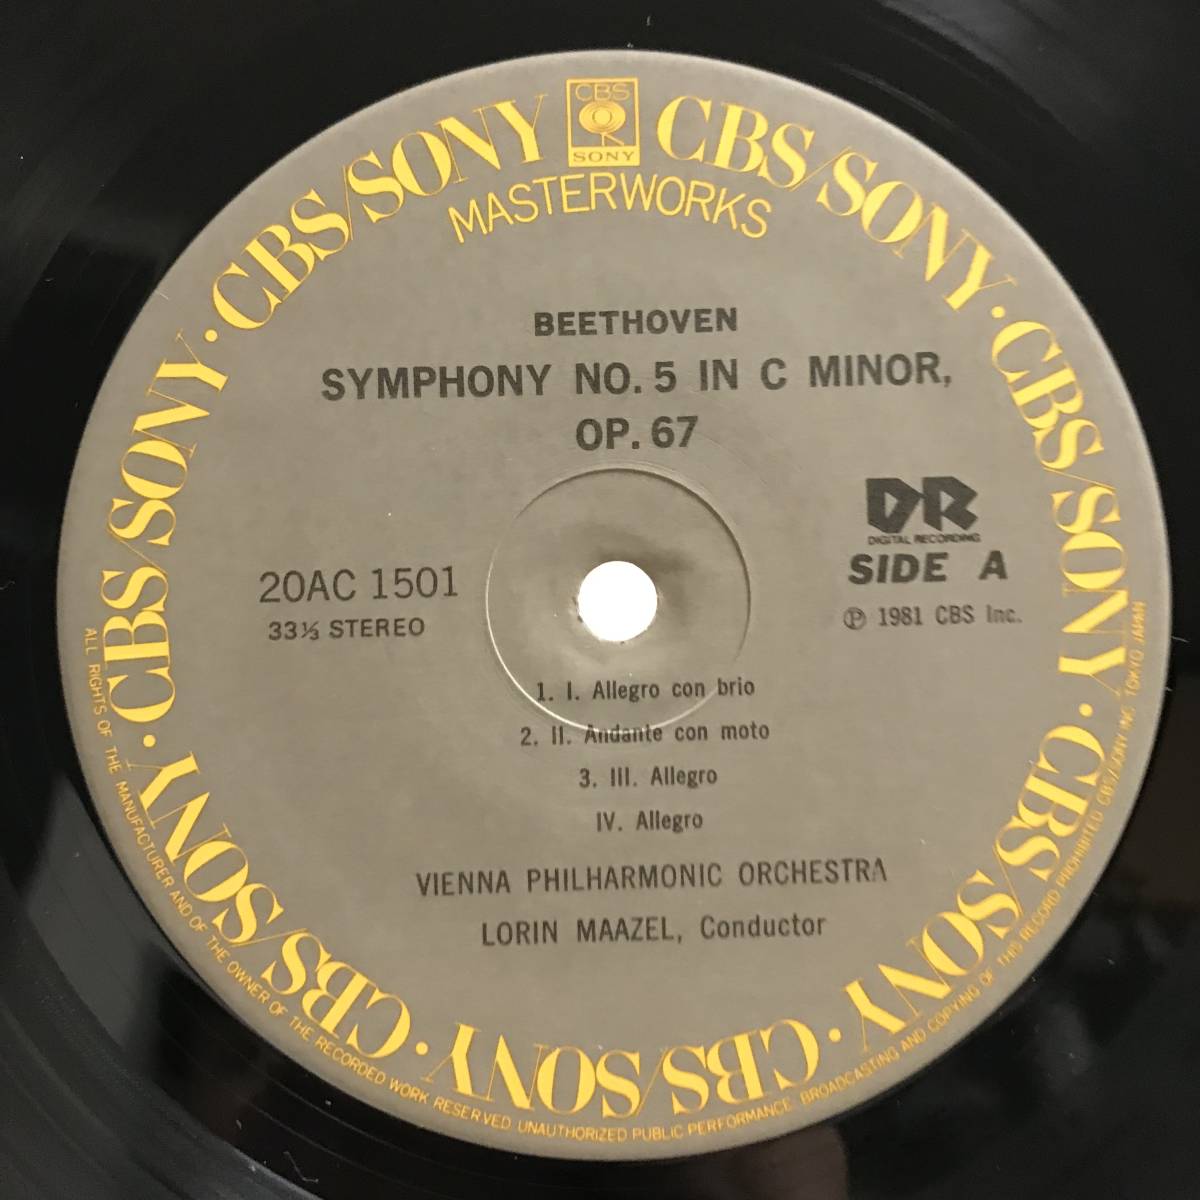 CBS
SONY
CBS/SONY · CBS/SONY · CBS/SONY · CBS/SONY · CBS/SONY · CBS/SONY · CBS/SONY
MASTERWORKS
BEETHOVEN
SYMPHONY NO. 5 IN C MINOR,
OP. 67
DR
DIGITAL RECORDING
SIDE A
20AC 1501
33⅓ STEREO
Ⓟ 1981 CBS Inc.
1. I. Allegro con brio
2. II. Andante con moto
3. III. Allegro
IV. Allegro
VIENNA PHILHARMONIC ORCHESTRA
LORIN MAAZEL, Conductor
ALL RIGHTS OF THE MANUFACTURER AND OF THE OWNER OF THE RECORDED WORK RESERVED. UNAUTHORIZED PUBLIC PERFORMANCE. BROADCASTING AND COPYING OF THIS RECORD PROHIBITED CBS/SONY INC. TOKYO JAPAN